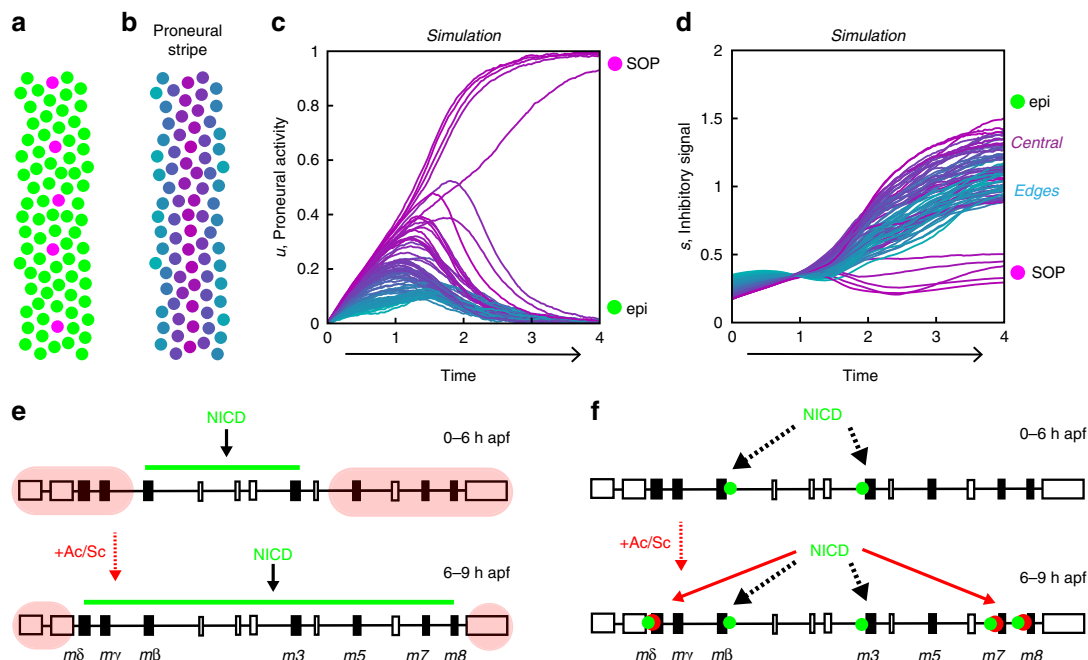 a
b
Proneural
stripe
c
Simulation
u, Proneural activity
1
0.8
0.6
0.4
0.2
0
0
1
2
3
4
Time
SOP
epi
d
Simulation
s, Inhibitory signal
2
1.5
1
0.5
0
0
1
2
3
4
Time
epi
Central
Edges
SOP
e
NICD
0–6 h apf
+Ac/Sc
NICD
6–9 h apf
mδ mγ mβ m3 m5 m7 m8
f
NICD
0–6 h apf
+Ac/Sc
NICD
6–9 h apf
mδ mγ mβ m3 m5 m7 m8